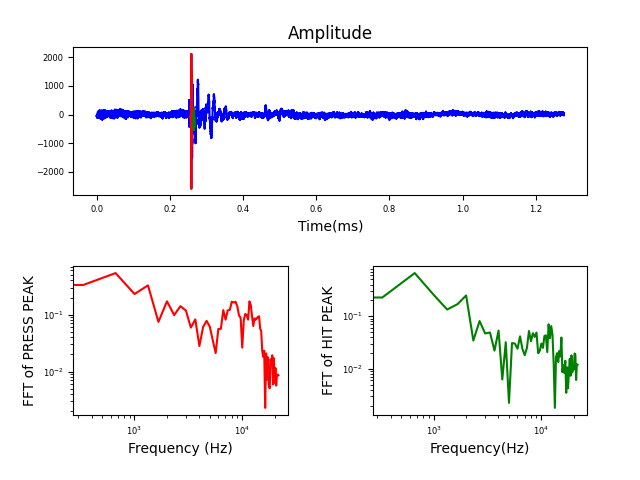 Amplitude
2000
1000
0
−1000
−2000
0.0 0.2 0.4 0.6 0.8 1.0 1.2
Time(ms)
FFT of PRESS PEAK
10⁻¹
10⁻²
10³ 10⁴
Frequency (Hz)
FFT of HIT PEAK
10⁻¹
10⁻²
10³ 10⁴
Frequency(Hz)